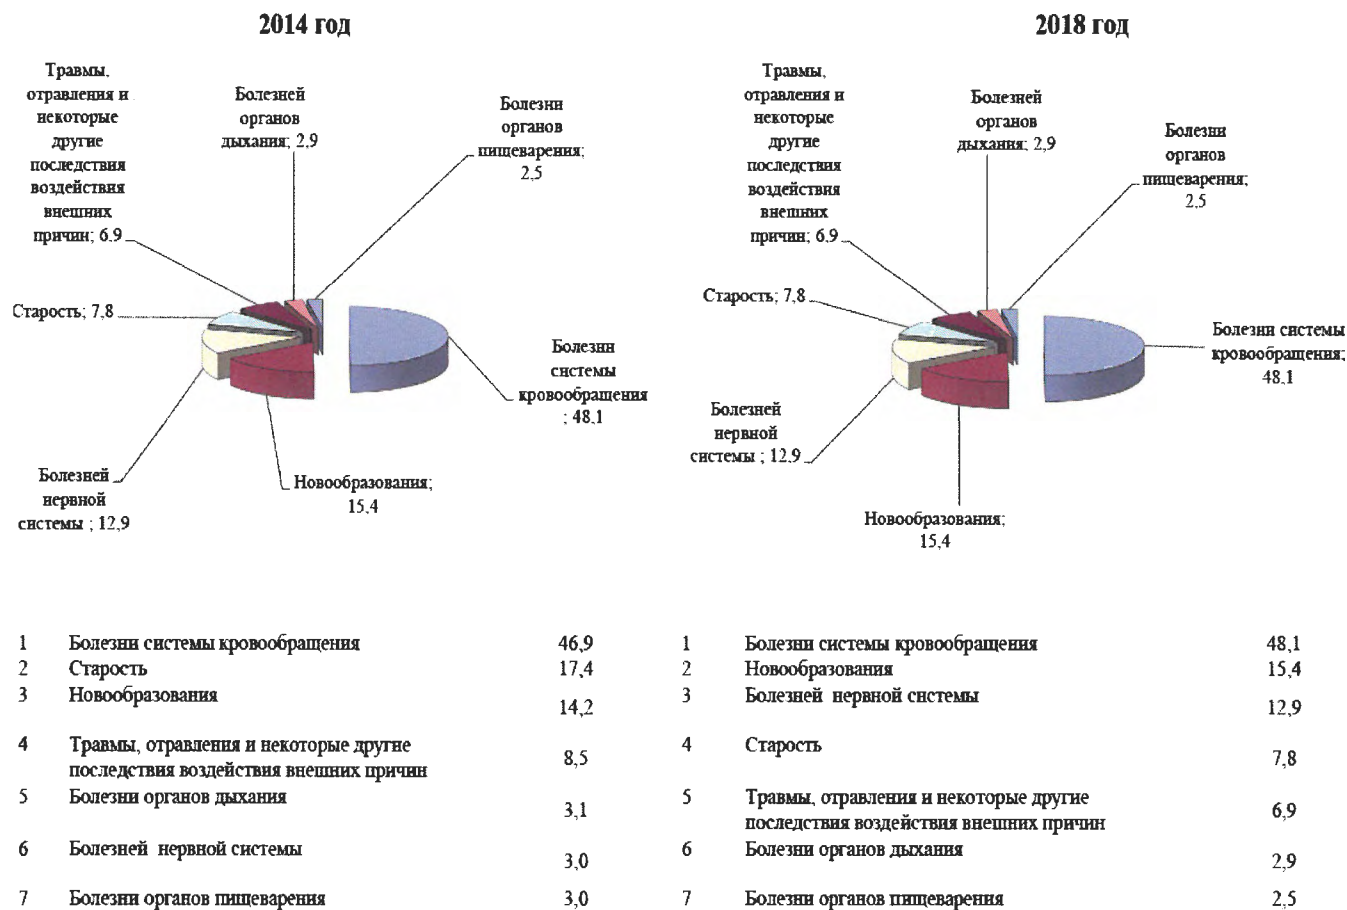 2014 год
Травмы,
отравления и
некоторые
другие
последствия
воздействия
внешних
причин; 6,9
Болезней
органов
дыхания; 2,9
Болезни
органов
пищеварения;
2,5
Старость; 7,8
Болезни
системы
кровообращения
; 48,1
Болезней
нервной
системы ; 12,9
Новообразования;
15,4
2018 год
Травмы,
отравления и
некоторые
другие
последствия
воздействия
внешних
причин; 6,9
Болезней
органов
дыхания; 2,9
Болезни
органов
пищеварения;
2,5
Старость; 7,8
Болезни системы
кровообращения;
48,1
Болезней
нервной
системы ; 12,9
Новообразования;
15,4
1 Болезни системы кровообращения 46,9
2 Старость 17,4
3 Новообразования 14,2
4 Травмы, отравления и некоторые другие
последствия воздействия внешних причин 8,5
5 Болезни органов дыхания 3,1
6 Болезней нервной системы 3,0
7 Болезни органов пищеварения 3,0
1 Болезни системы кровообращения 48,1
2 Новообразования 15,4
3 Болезней нервной системы 12,9
4 Старость 7,8
5 Травмы, отравления и некоторые другие
последствия воздействия внешних причин 6,9
6 Болезни органов дыхания 2,9
7 Болезни органов пищеварения 2,5